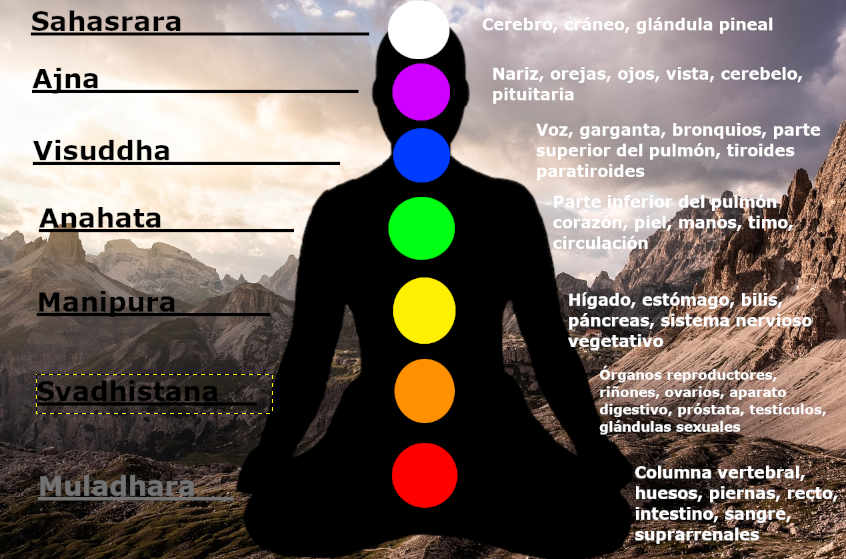 Sahasrara
Cerebro, cráneo, glándula pineal
Ajna
Nariz, orejas, ojos, vista, cerebelo,
pituitaria
Visuddha
Voz, garganta, bronquios, parte
superior del pulmón, tiroides
paratiroides
Anahata
Parte inferior del pulmón
corazón, piel, manos, timo,
circulación
Manipura
Hígado, estómago, bilis,
páncreas, sistema nervioso
vegetativo
Svadhistana
Órganos reproductores,
riñones, ovarios, aparato
digestivo, próstata, testículos,
glándulas sexuales
Muladhara
Columna vertebral,
huesos, piernas, recto,
intestino, sangre,
suprarrenales